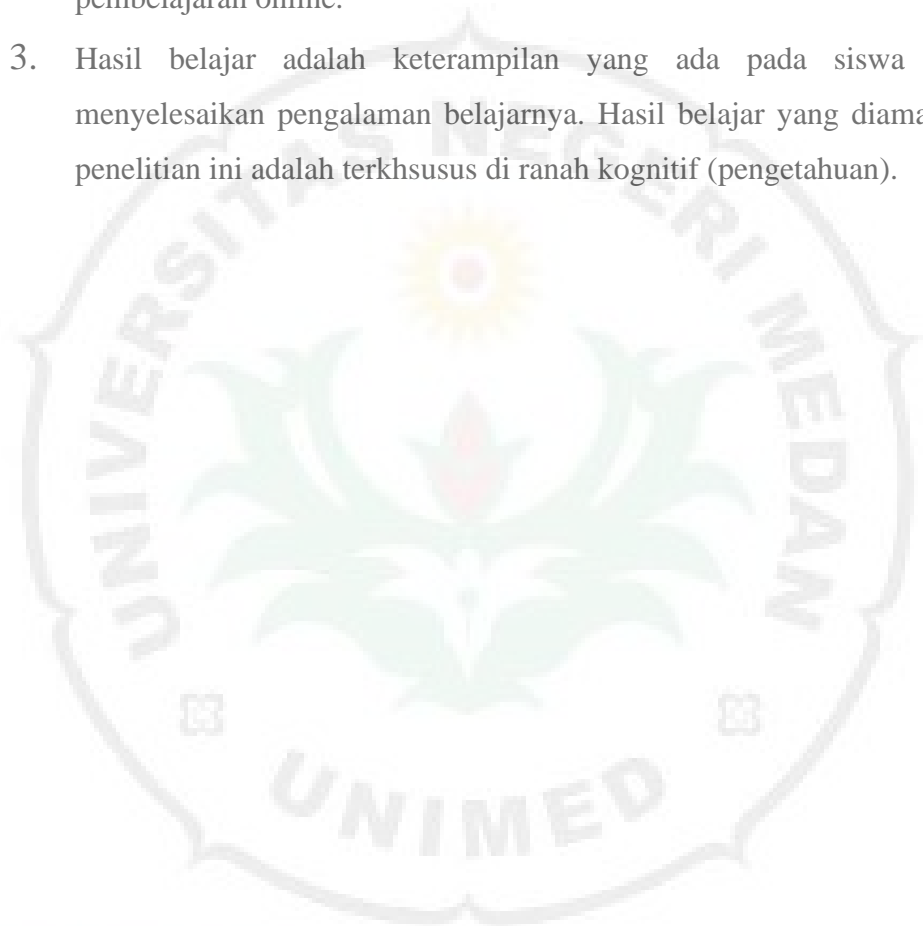 pembelajaran online.
3. Hasil belajar adalah keterampilan yang ada pada siswa
menyelesaikan pengalaman belajarnya. Hasil belajar yang
penelitian ini adalah terkhsusus di ranah kognitif (pengetahuan).
UNIVERSITAS NEGERI MEDAN
UNIMED